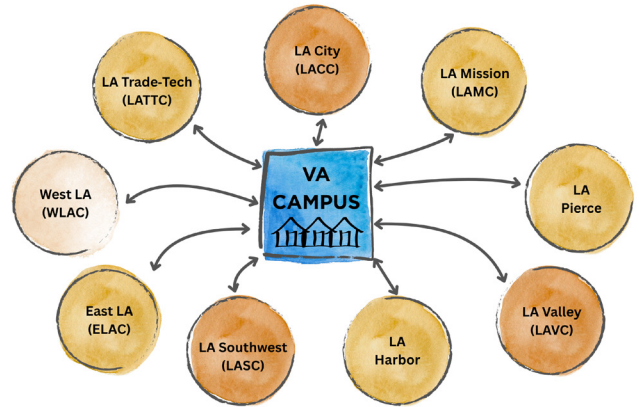 LA City
(LACC)
LA Trade-Tech
(LATTC)
LA Mission
(LAMC)
VA
CAMPUS
West LA
(WLAC)
LA
Pierce
East LA
(ELAC)
LA Southwest
(LASC)
LA
Harbor
LA Valley
(LAVC)